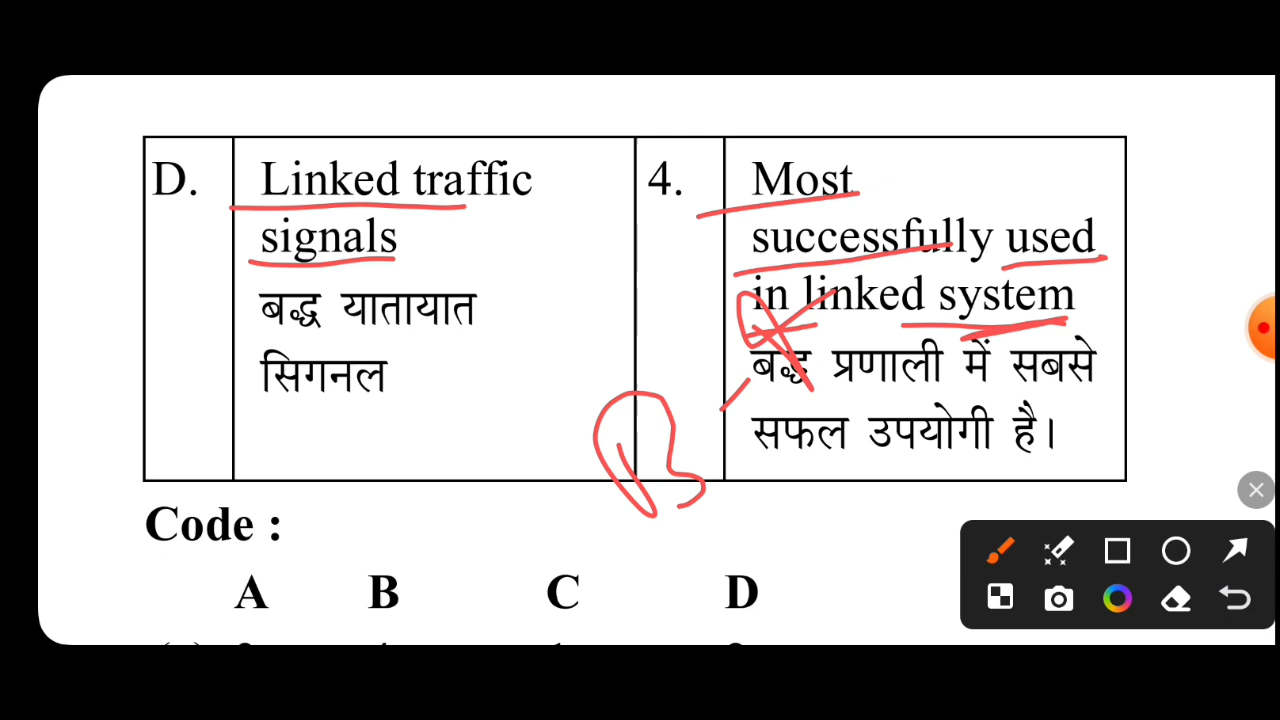 D. Linked traffic 4. Most
signals successfully used
in linked system
बद्ध यातायात
बद्ध प्रणाली में सबसे
सिगनल
सफल उपयोगी है।
Code :
A B C D